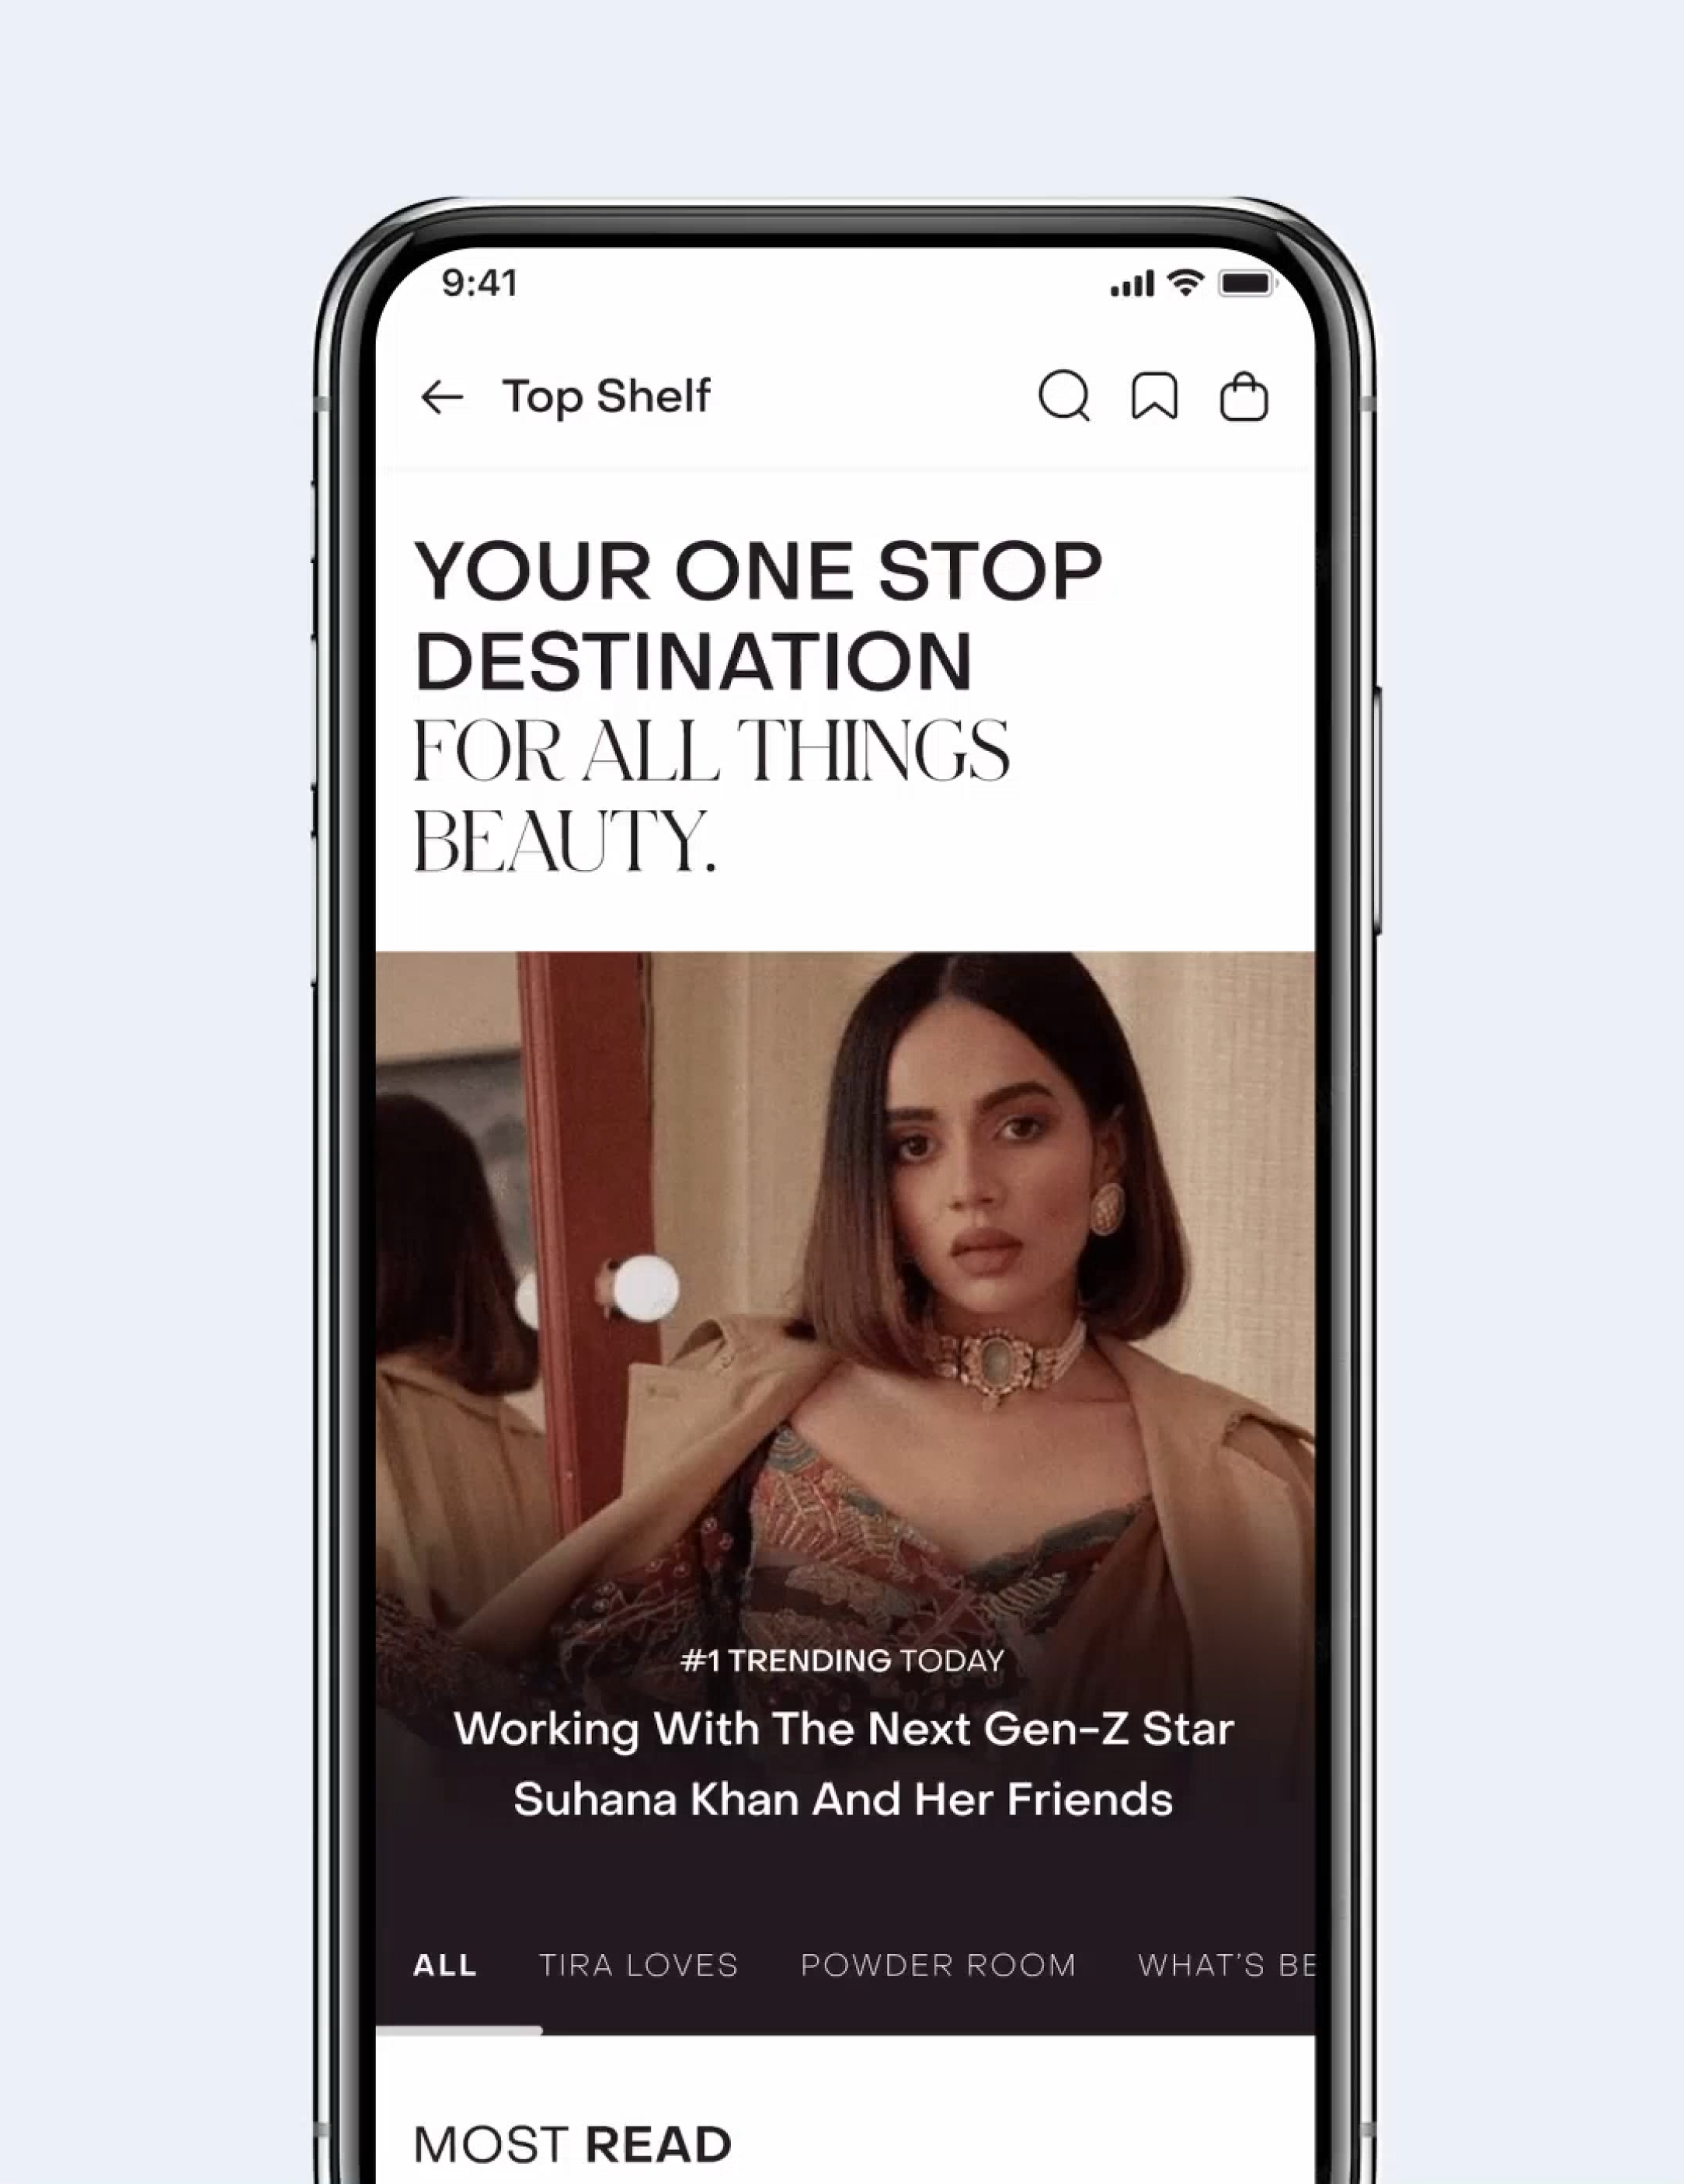 9:41
Top Shelf
YOUR ONE STOP
DESTINATION
FOR ALL THINGS
BEAUTY.
#1 TRENDING TODAY
Working With The Next Gen-Z Star
Suhana Khan And Her Friends
ALL TIRA LOVES POWDER ROOM WHAT'S BE
MOST READ